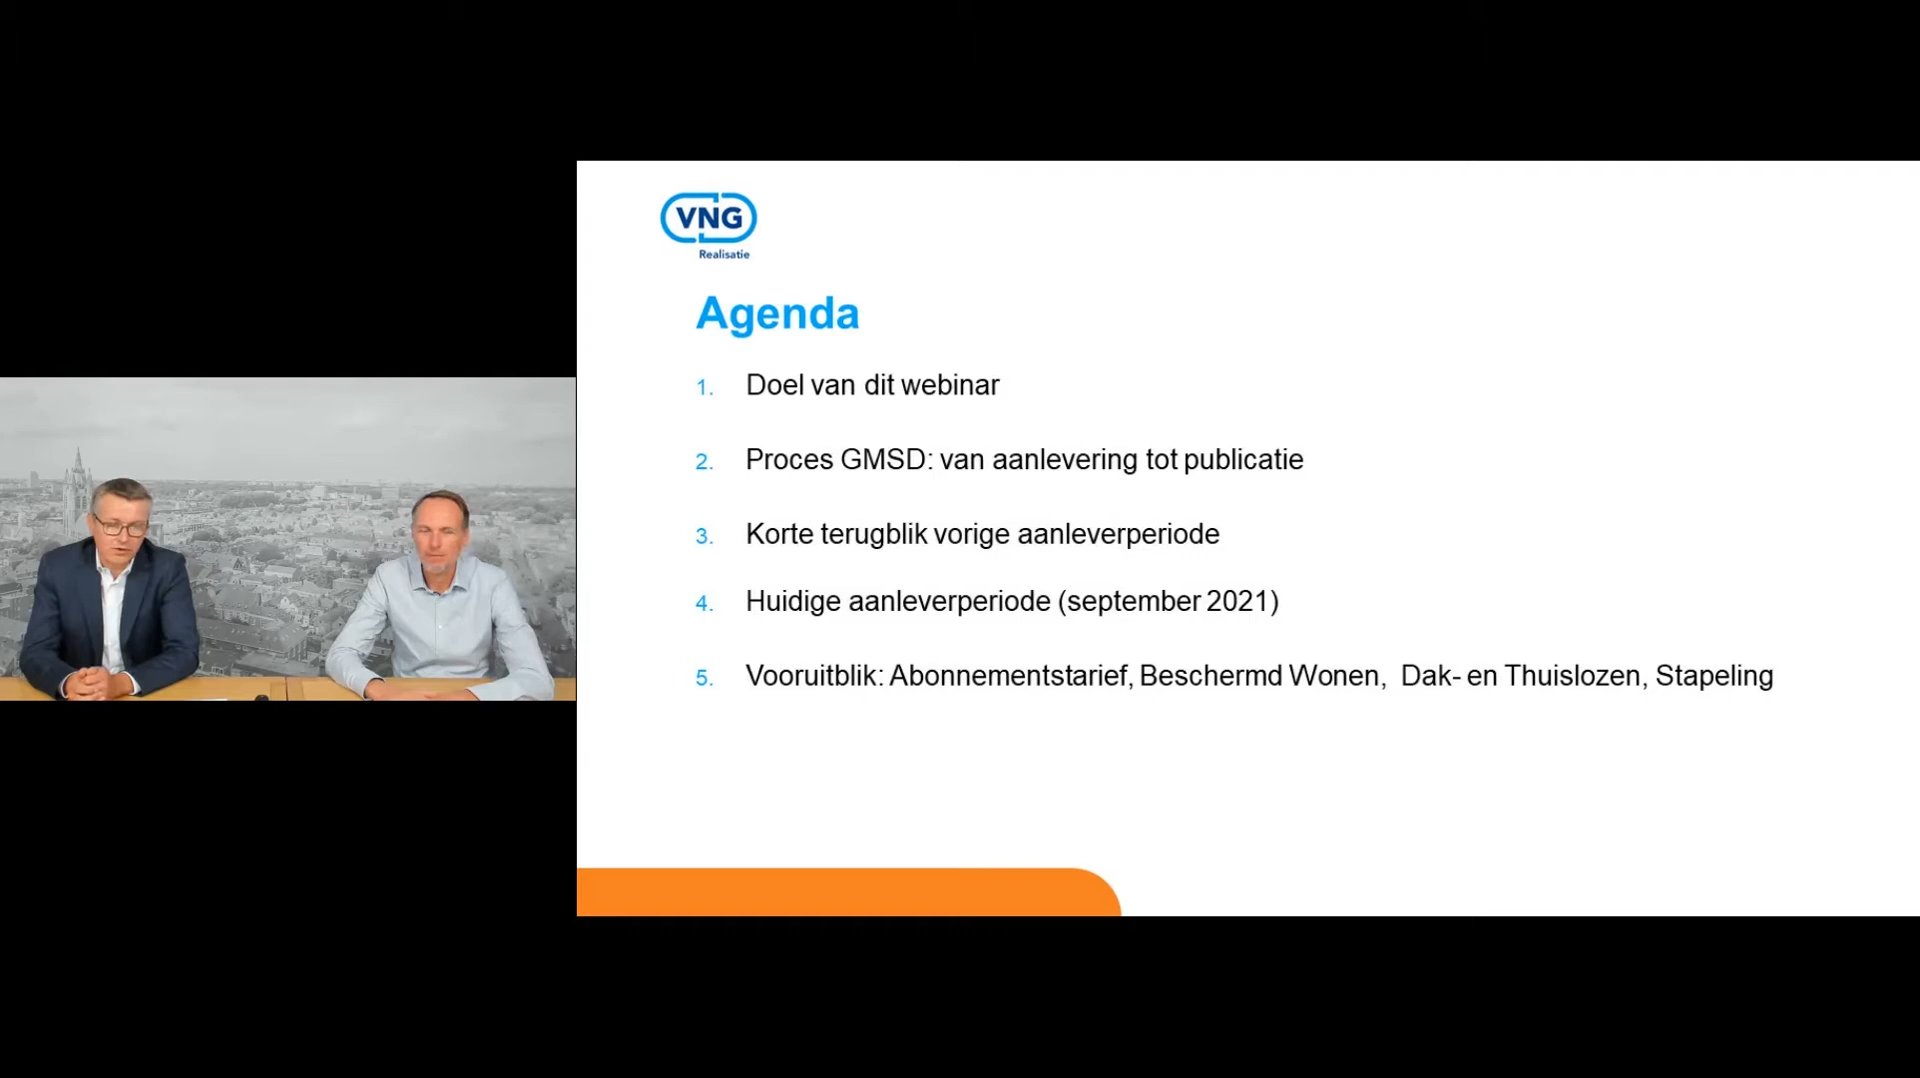 VNG
Realisatie
Agenda
1. Doel van dit webinar
2. Proces GMSD: van aanlevering tot publicatie
3. Korte terugblik vorige aanleverperiode
4. Huidige aanleverperiode (september 2021)
5. Vooruitblik: Abonnementstarief, Beschermd Wonen, Dak- en Thuislozen, Stapeling